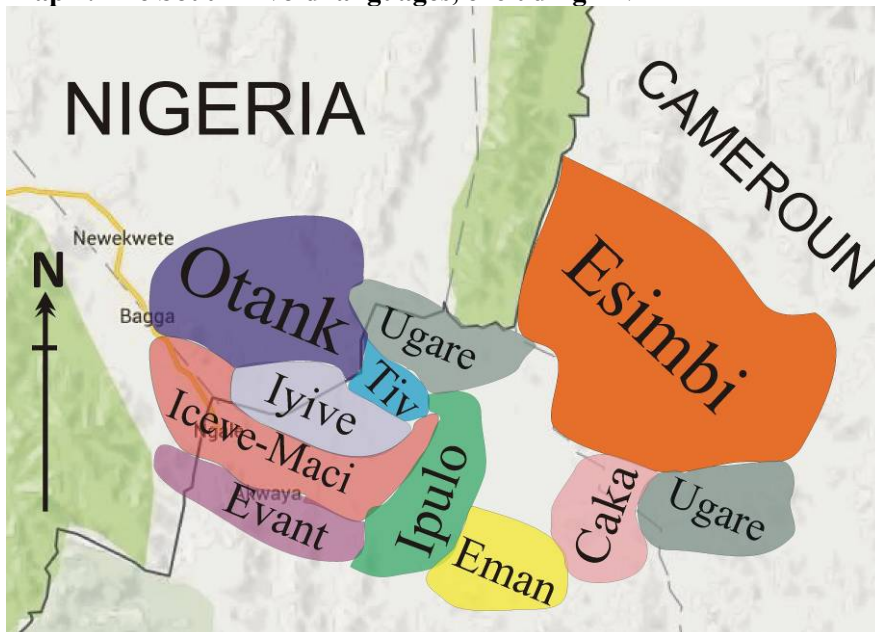 NIGERIA
CAMEROUN
Newekwete
N
Otank
Esimbi
Bagga
Ugare
Tiv
Iyive
Iceve-Maci
Evant
Ipulo
Eman
Caka
Ugare